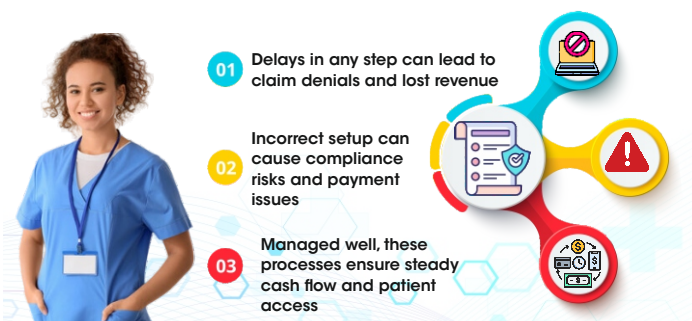 01
Delays in any step can lead to
claim denials and lost revenue
02
Incorrect setup can
cause compliance
risks and payment
issues
03
Managed well, these
processes ensure steady
cash flow and patient
access